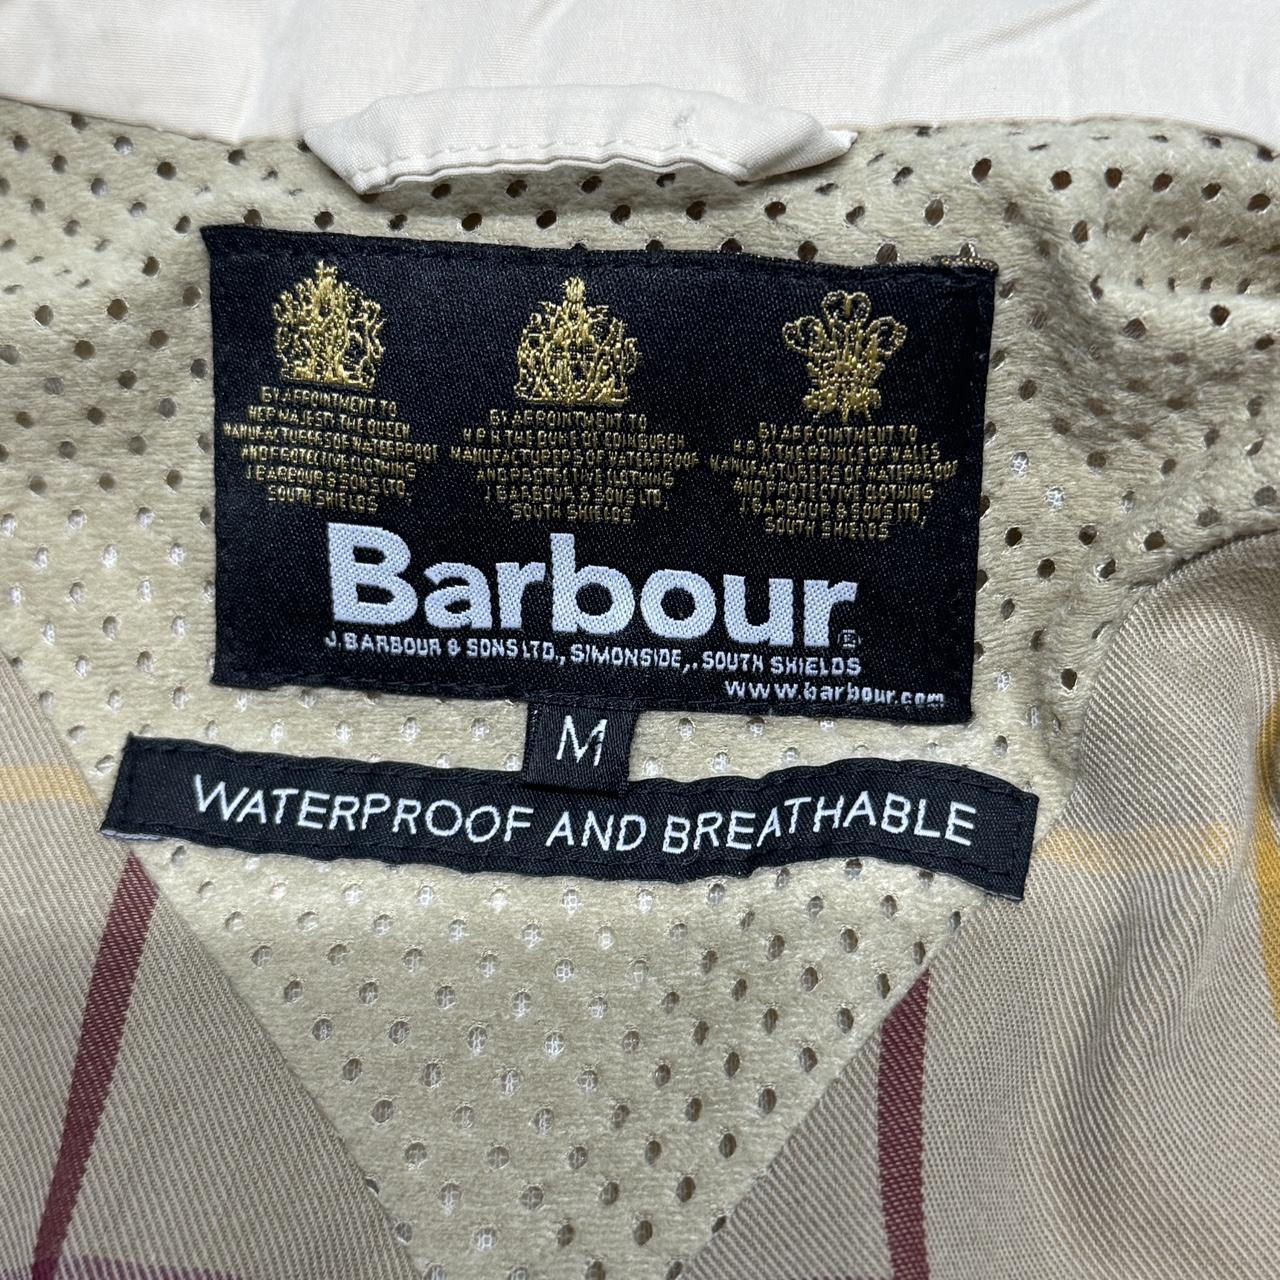 BY APPOINTMENT TO
HER MAJESTY THE QUEEN
MANUFACTURERS OF WATERPROOF
AND PROTECTIVE CLOTHING
J. BARBOUR & SONS LTD.
SOUTH SHIELDS
BY APPOINTMENT TO
H.R.H. THE DUKE OF EDINBURGH
MANUFACTURERS OF WATERPROOF
AND PROTECTIVE CLOTHING
J. BARBOUR & SONS LTD.
SOUTH SHIELDS
BY APPOINTMENT TO
H.R.H. THE PRINCE OF WALES
MANUFACTURERS OF WATERPROOF
AND PROTECTIVE CLOTHING
J. BARBOUR & SONS LTD.
SOUTH SHIELDS
Barbour®
J. BARBOUR & SONS LTD., SIMONSIDE,. SOUTH SHIELDS
www.barbour.com
M
WATERPROOF AND BREATHABLE